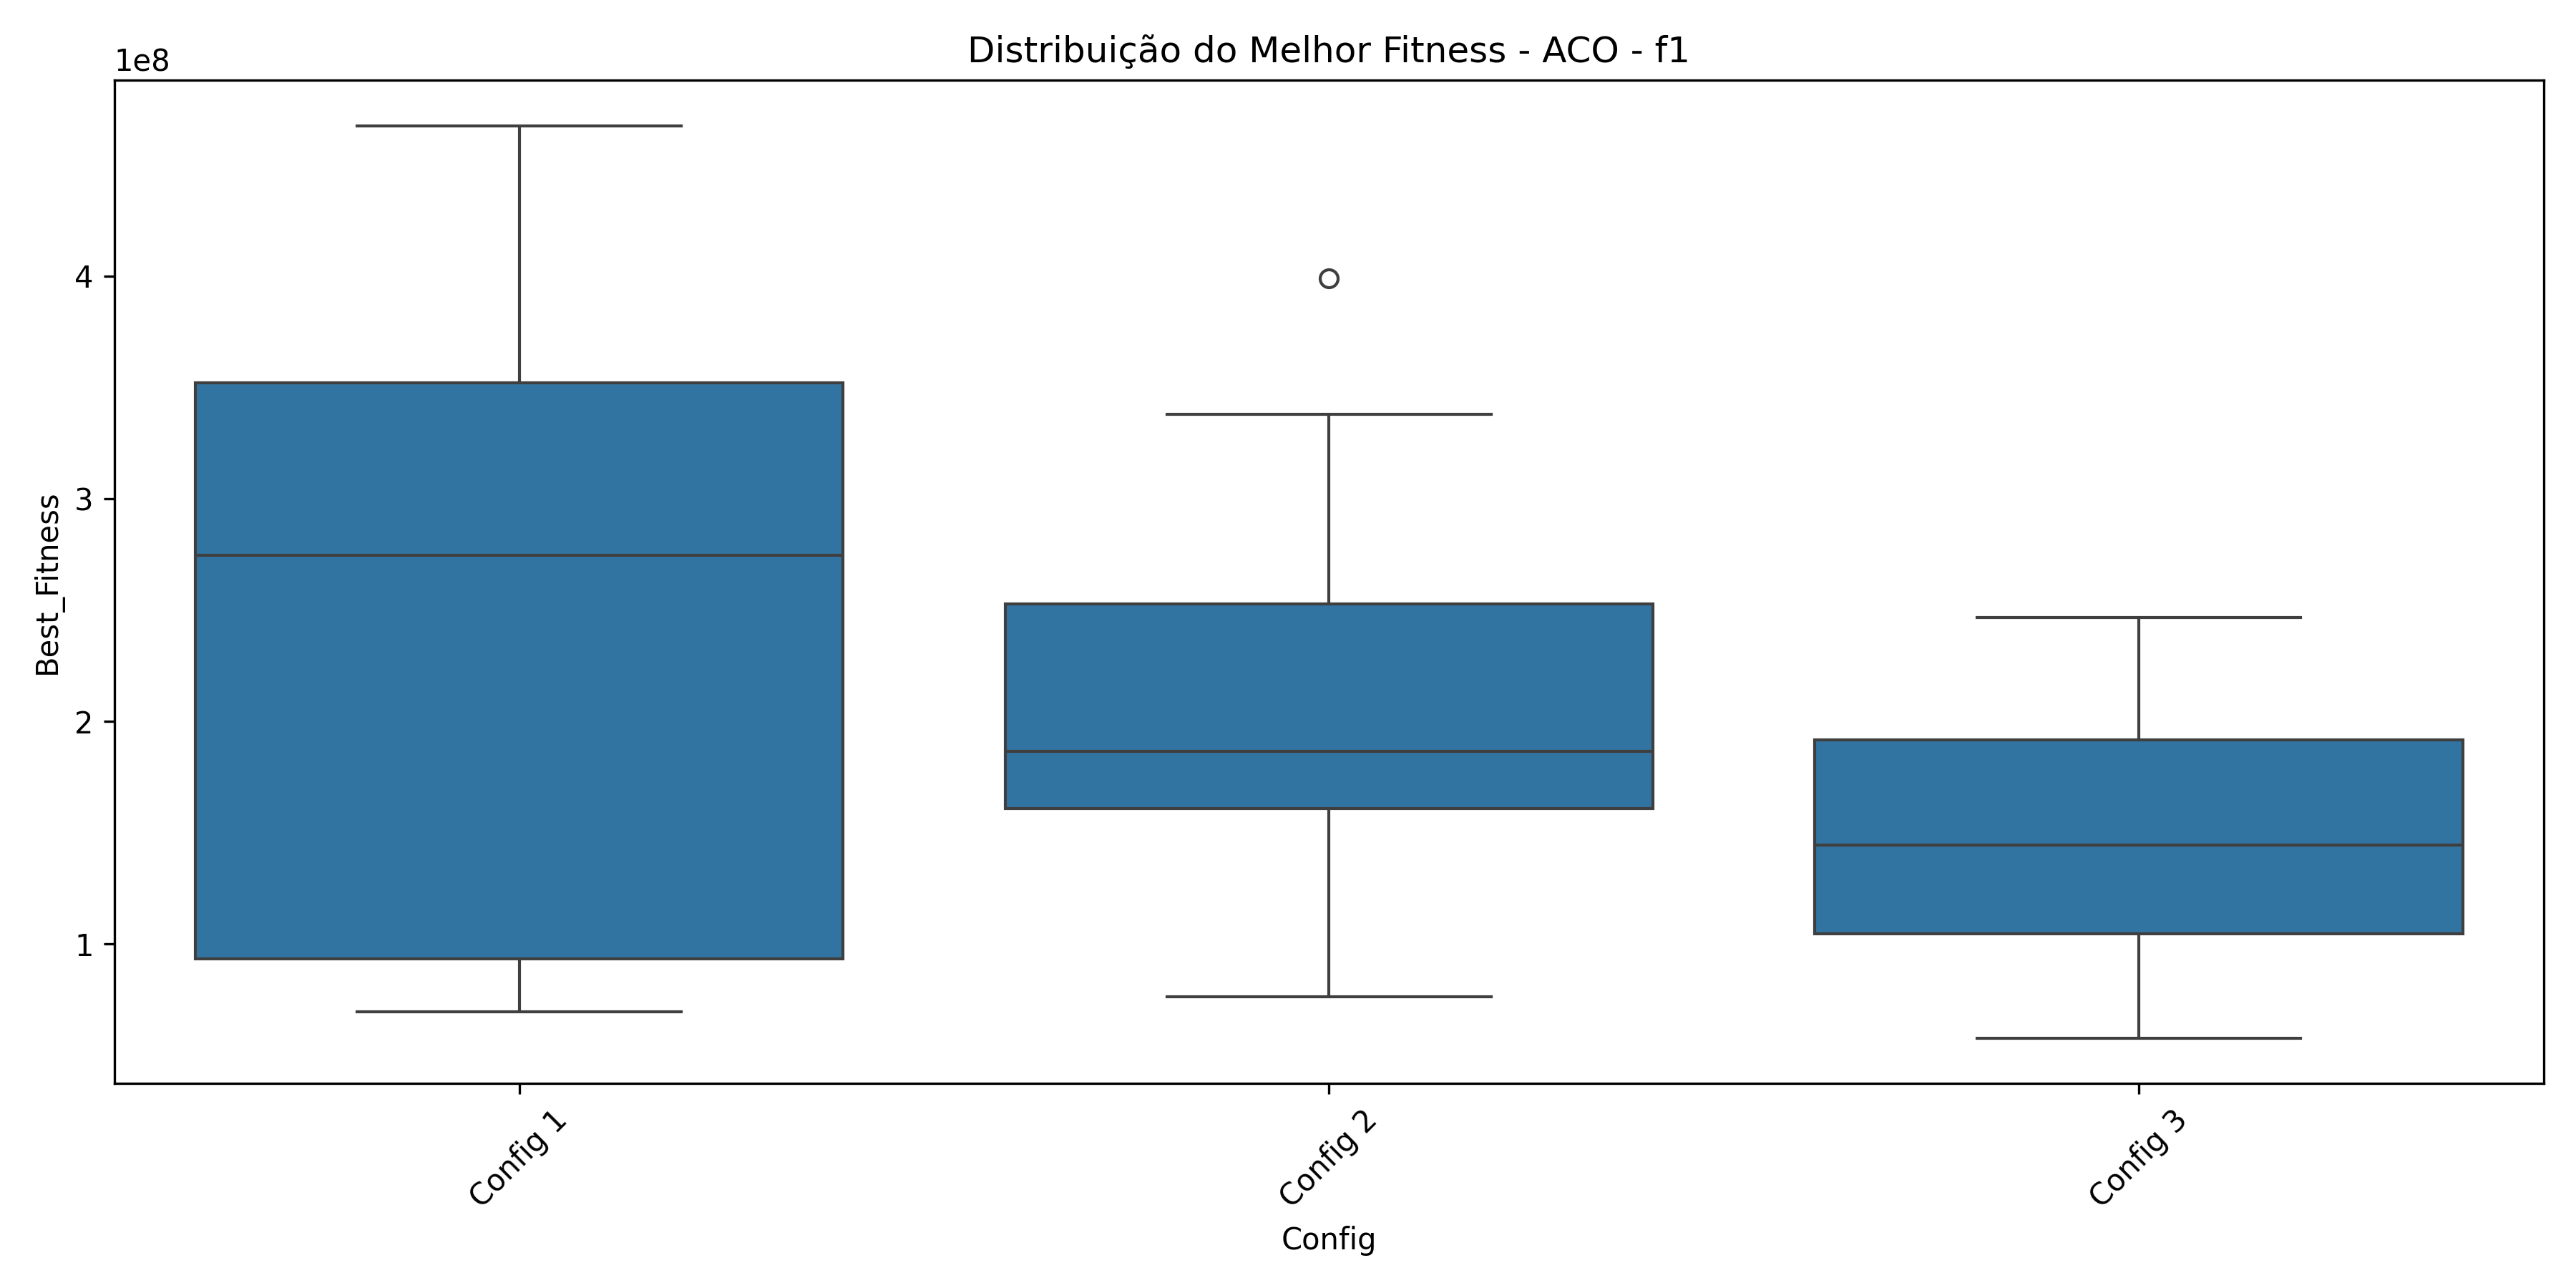 Distribuição do Melhor Fitness - ACO - f1
1e8
4
3
2
1
Best_Fitness
Config 1
Config 2
Config 3
Config